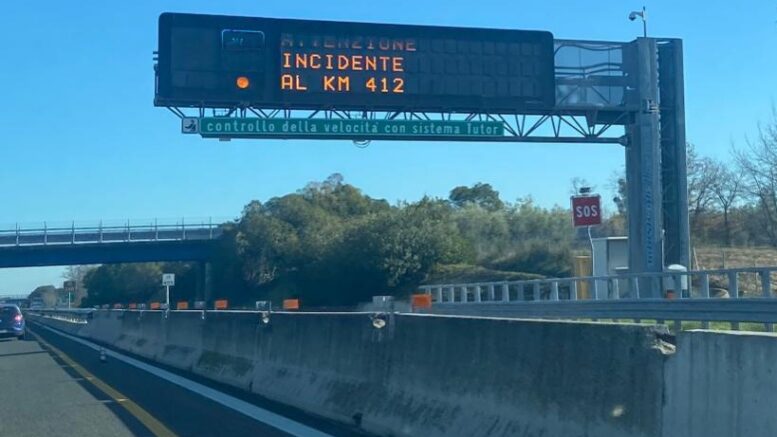 ATTENZIONE
INCIDENTE
AL KM 412
controllo della velocità con sistema Tutor
SOS